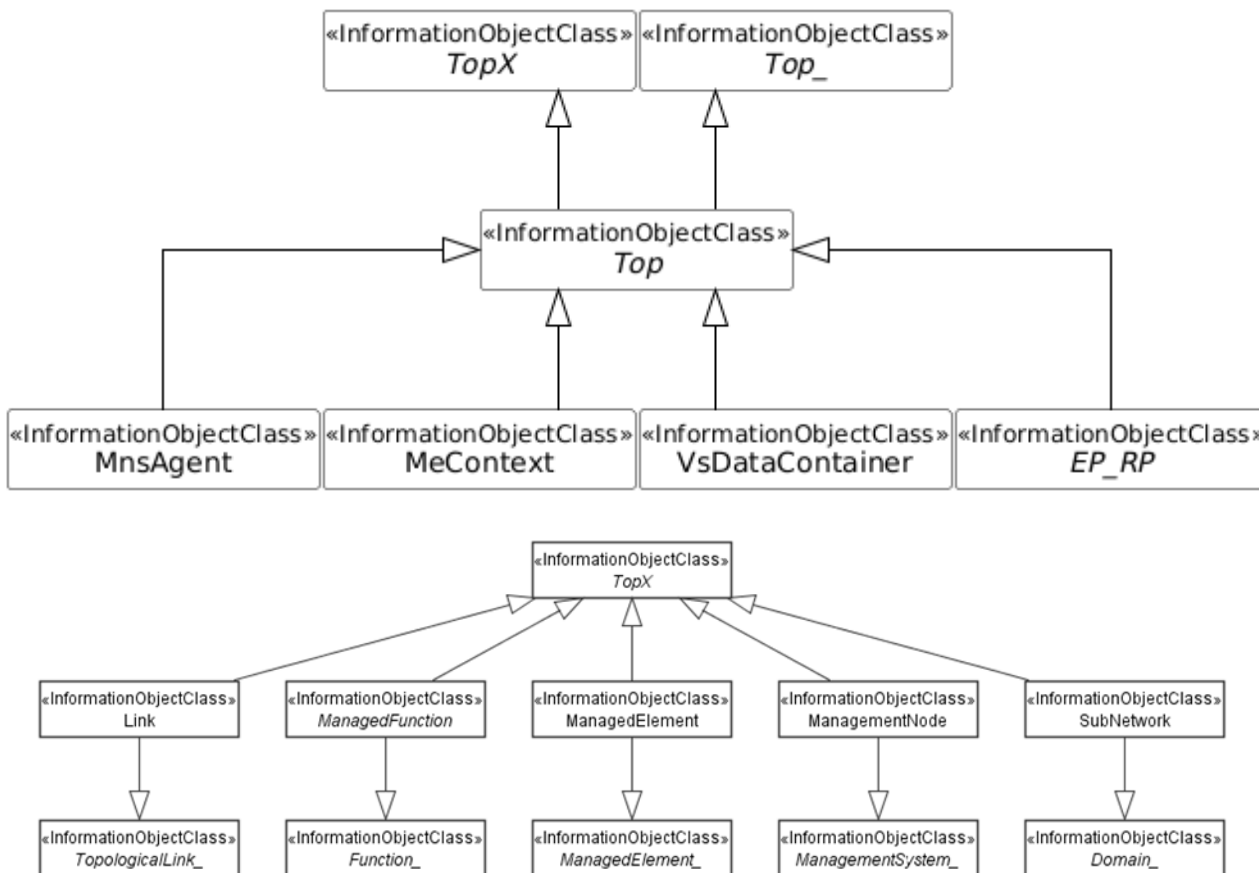 «InformationObjectClass»
TopX
«InformationObjectClass»
Top_
«InformationObjectClass»
Top
«InformationObjectClass»
MnsAgent
«InformationObjectClass»
MeContext
«InformationObjectClass»
VsDataContainer
«InformationObjectClass»
EP_RP
«InformationObjectClass»
TopX
«InformationObjectClass»
Link
«InformationObjectClass»
ManagedFunction
«InformationObjectClass»
ManagedElement
«InformationObjectClass»
ManagementNode
«InformationObjectClass»
SubNetwork
«InformationObjectClass»
TopologicalLink_
«InformationObjectClass»
Function_
«InformationObjectClass»
ManagedElement_
«InformationObjectClass»
ManagementSystem_
«InformationObjectClass»
Domain_